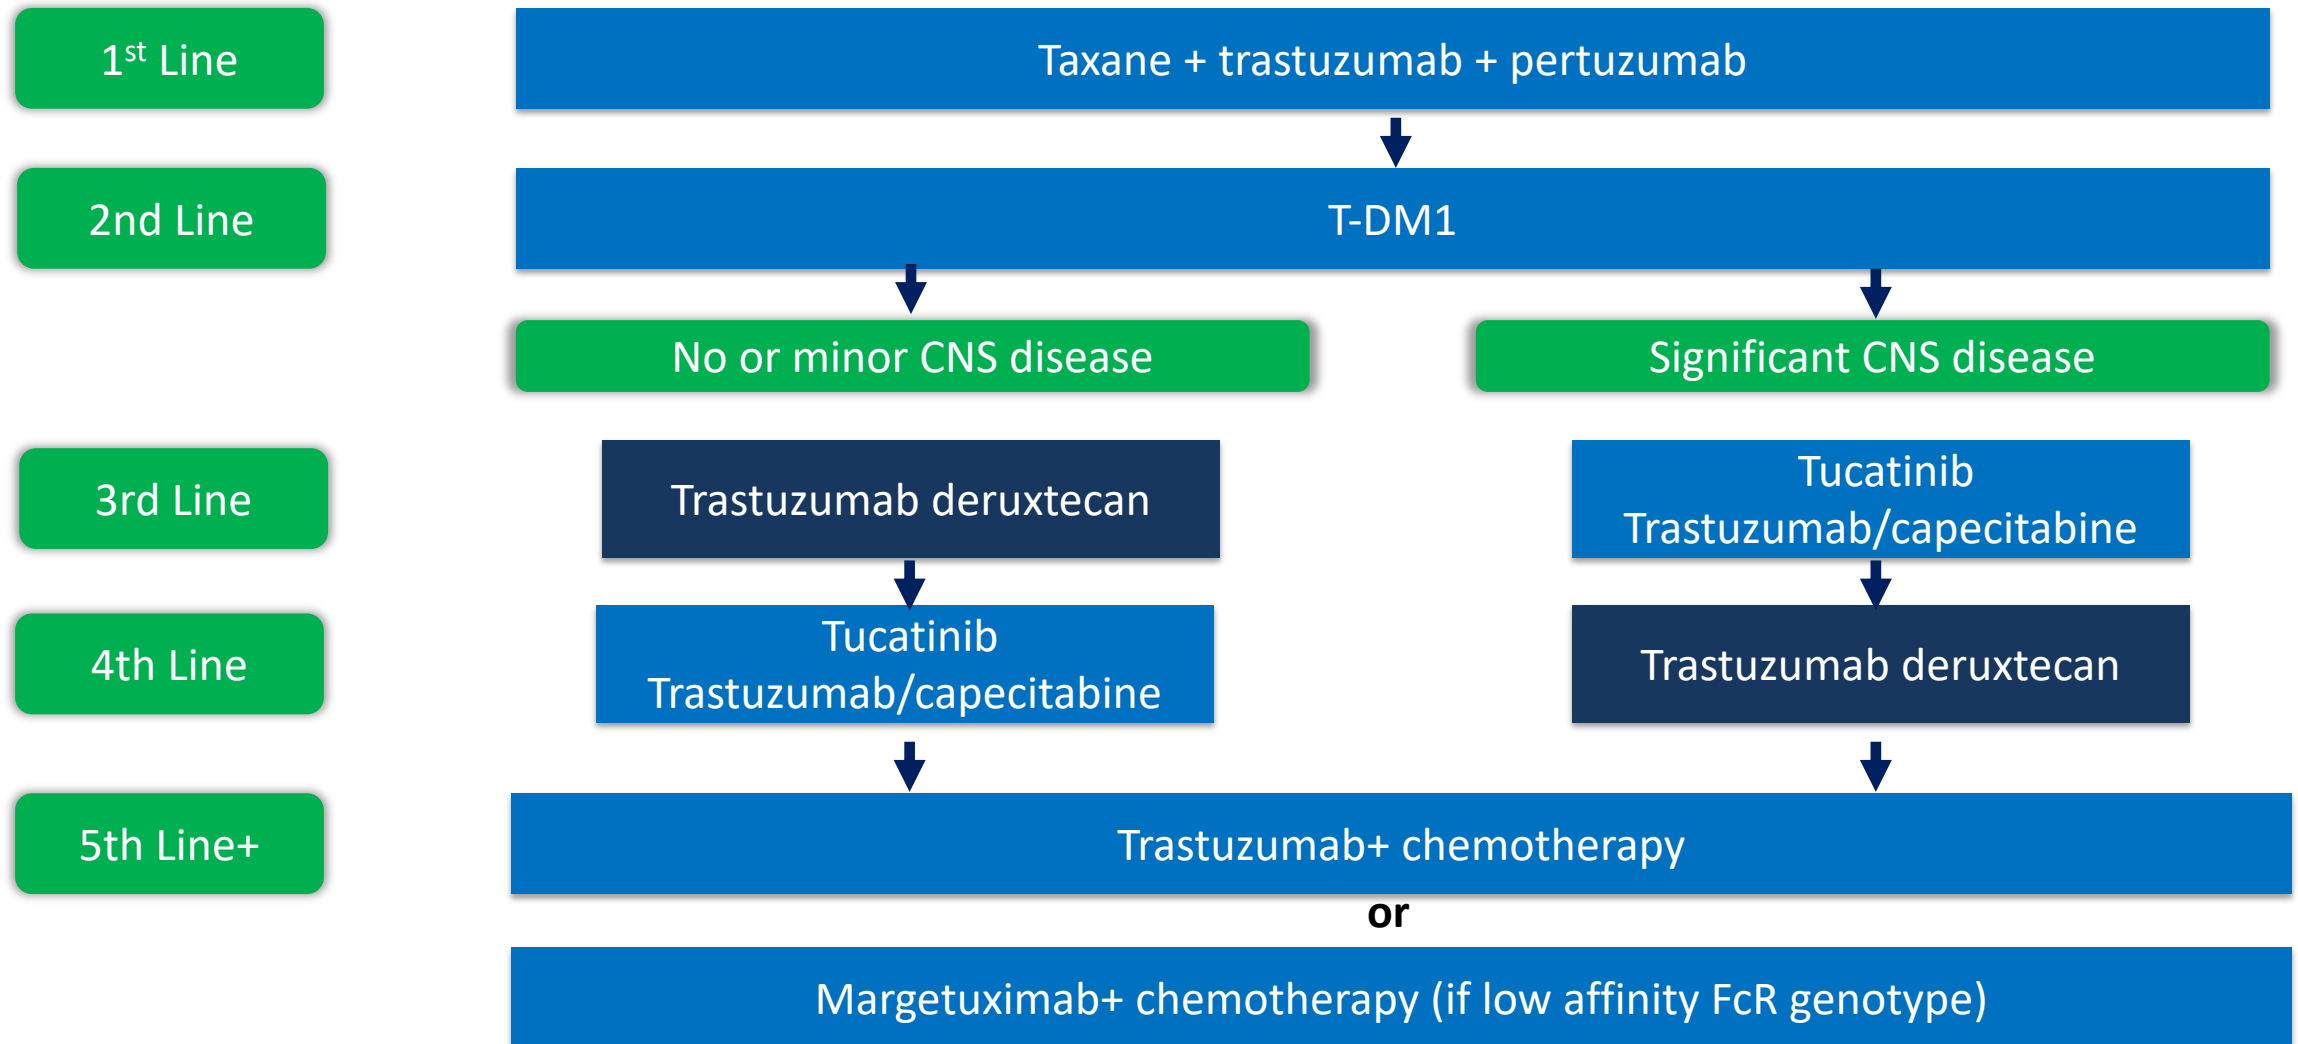 1st Line
Taxane + trastuzumab + pertuzumab
2nd Line
T-DM1
No or minor CNS disease
Significant CNS disease
3rd Line
Trastuzumab deruxtecan
Tucatinib
Trastuzumab/capecitabine
4th Line
Tucatinib
Trastuzumab/capecitabine
Trastuzumab deruxtecan
5th Line+
Trastuzumab+ chemotherapy
or
Margetuximab+ chemotherapy (if low affinity FcR genotype)